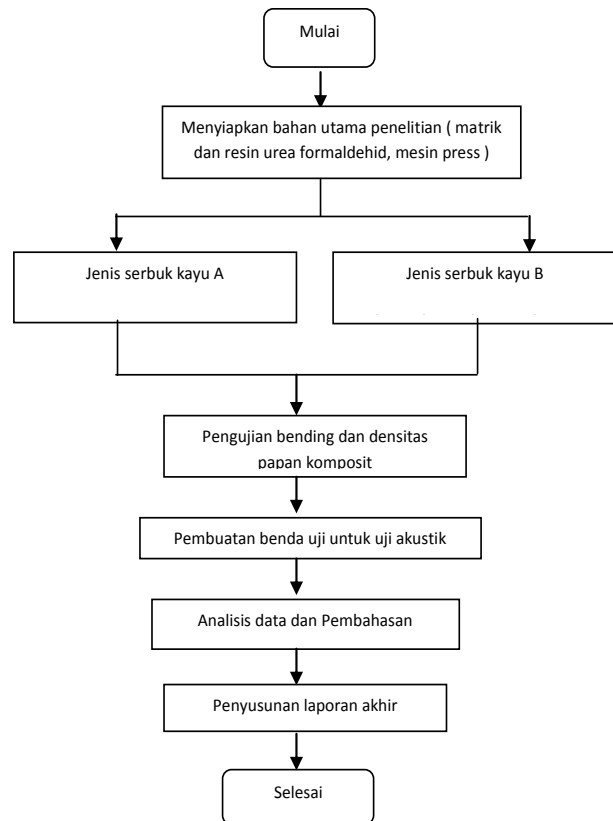 Mulai
Menyiapkan bahan utama penelitian ( matrik
dan resin urea formaldehid, mesin press )
Jenis serbuk kayu A
Jenis serbuk kayu B
Pengujian bending dan densitas
papan komposit
Pembuatan benda uji untuk uji akustik
Analisis data dan Pembahasan
Penyusunan laporan akhir
Selesai